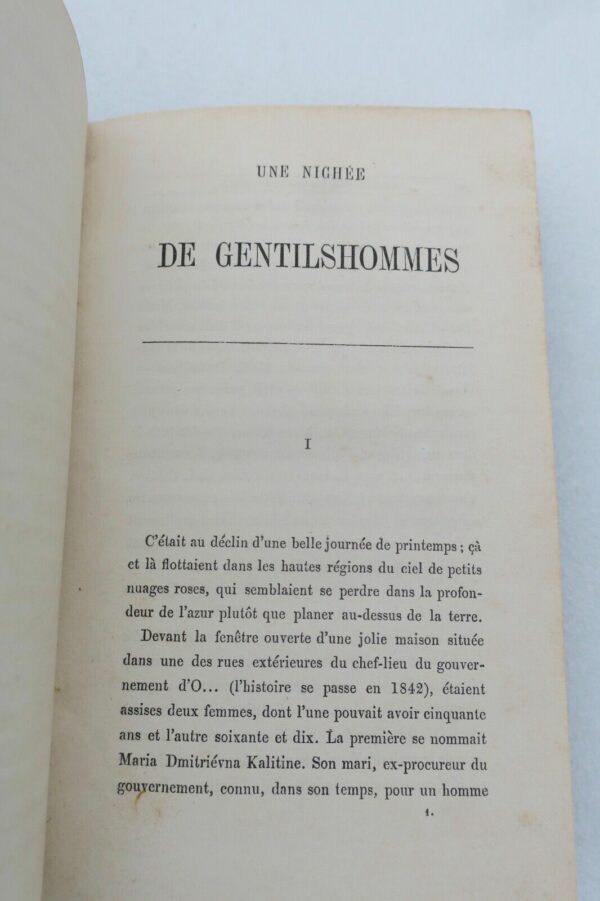 UNE NICHÉE
DE GENTILSHOMMES
I
C'était au déclin d'une belle journée de printemps ; çà
et là flottaient dans les hautes régions du ciel de petits
nuages roses, qui semblaient se perdre dans la profon-
deur de l'azur plutôt que planer au-dessus de la terre.
Devant la fenêtre ouverte d'une jolie maison située
dans une des rues extérieures du chef-lieu du gouver-
nement d'O... (l'histoire se passe en 1842), étaient
assises deux femmes, dont l'une pouvait avoir cinquante
ans et l'autre soixante et dix. La première se nommait
Maria Dmitriévna Kalitine. Son mari, ex-procureur du
gouvernement, connu, dans son temps, pour un homme
1.